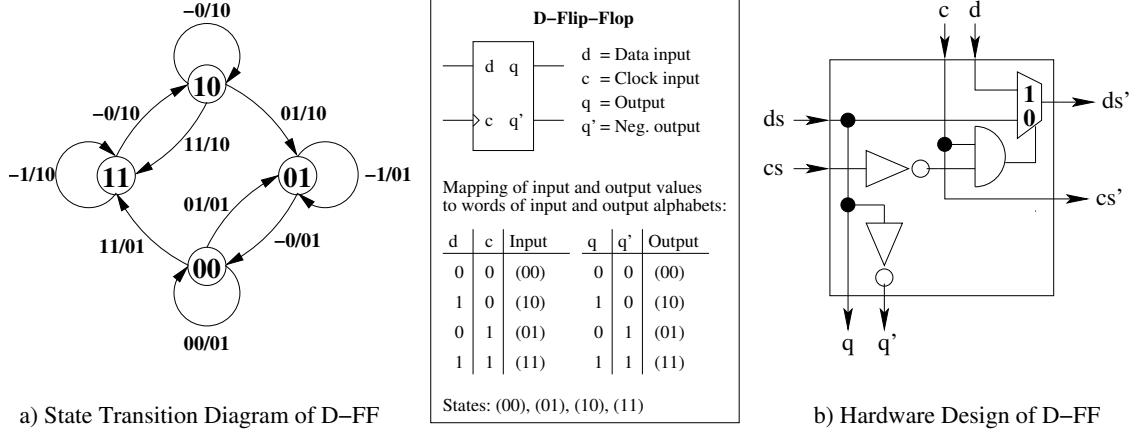 −0/10
10
−0/10
01/10
11/10
−1/10
11
01
−1/01
01/01
11/01
−0/01
00
00/01
a) State Transition Diagram of D−FF
D−Flip−Flop
d q
c q'
d = Data input
c = Clock input
q = Output
q' = Neg. output
Mapping of input and output values
to words of input and output alphabets:
d c Input q q' Output
0 0 (00) 0 0 (00)
1 0 (10) 1 0 (10)
0 1 (01) 0 1 (01)
1 1 (11) 1 1 (11)
States: (00), (01), (10), (11)
c d
1
0
ds
ds'
cs
cs'
q q'
b) Hardware Design of D−FF